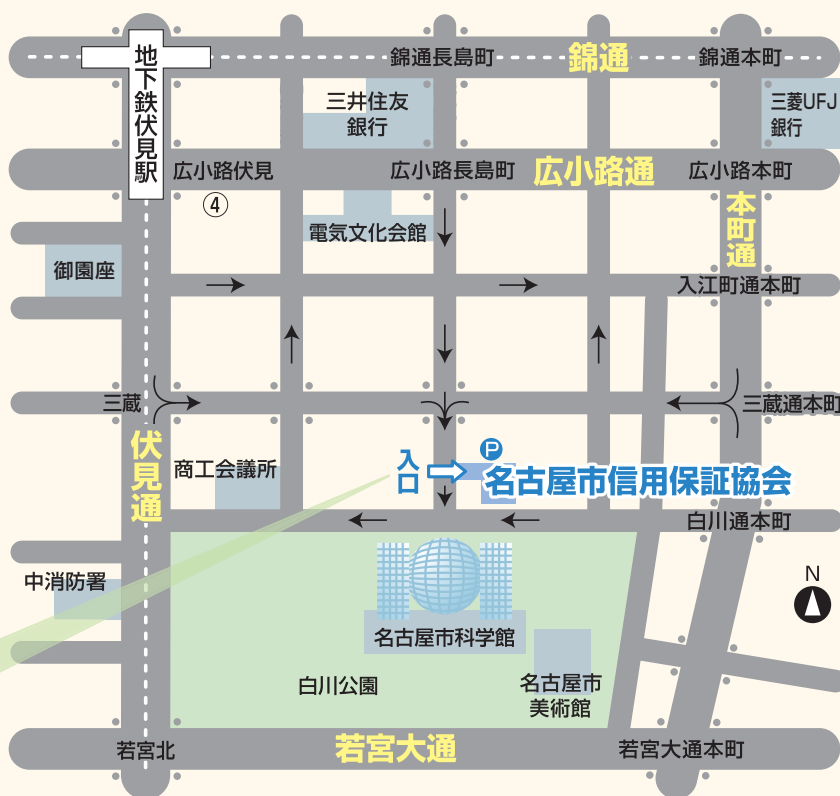 地下鉄伏見駅
錦通長島町
錦通
錦通本町
三井住友
銀行
三菱UFJ
銀行
広小路伏見
広小路長島町
広小路通
広小路本町
④
本町通
電気文化会館
御園座
入江町通本町
三蔵
三蔵通本町
伏見通
商工会議所
入口
P
名古屋市信用保証協会
白川通本町
中消防署
N
名古屋市科学館
白川公園
名古屋市
美術館
若宮北
若宮大通
若宮大通本町